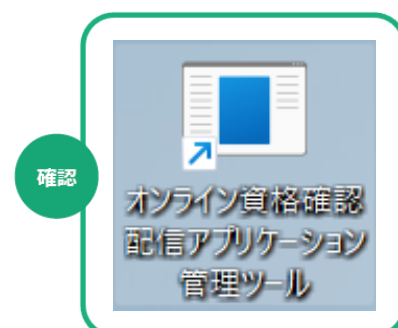 確認
オンライン資格確認
配信アプリケーション
管理ツール